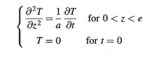 ∂²T/∂z² = 1/a ∂T/∂t for 0 < z < e
T = 0 for t = 0